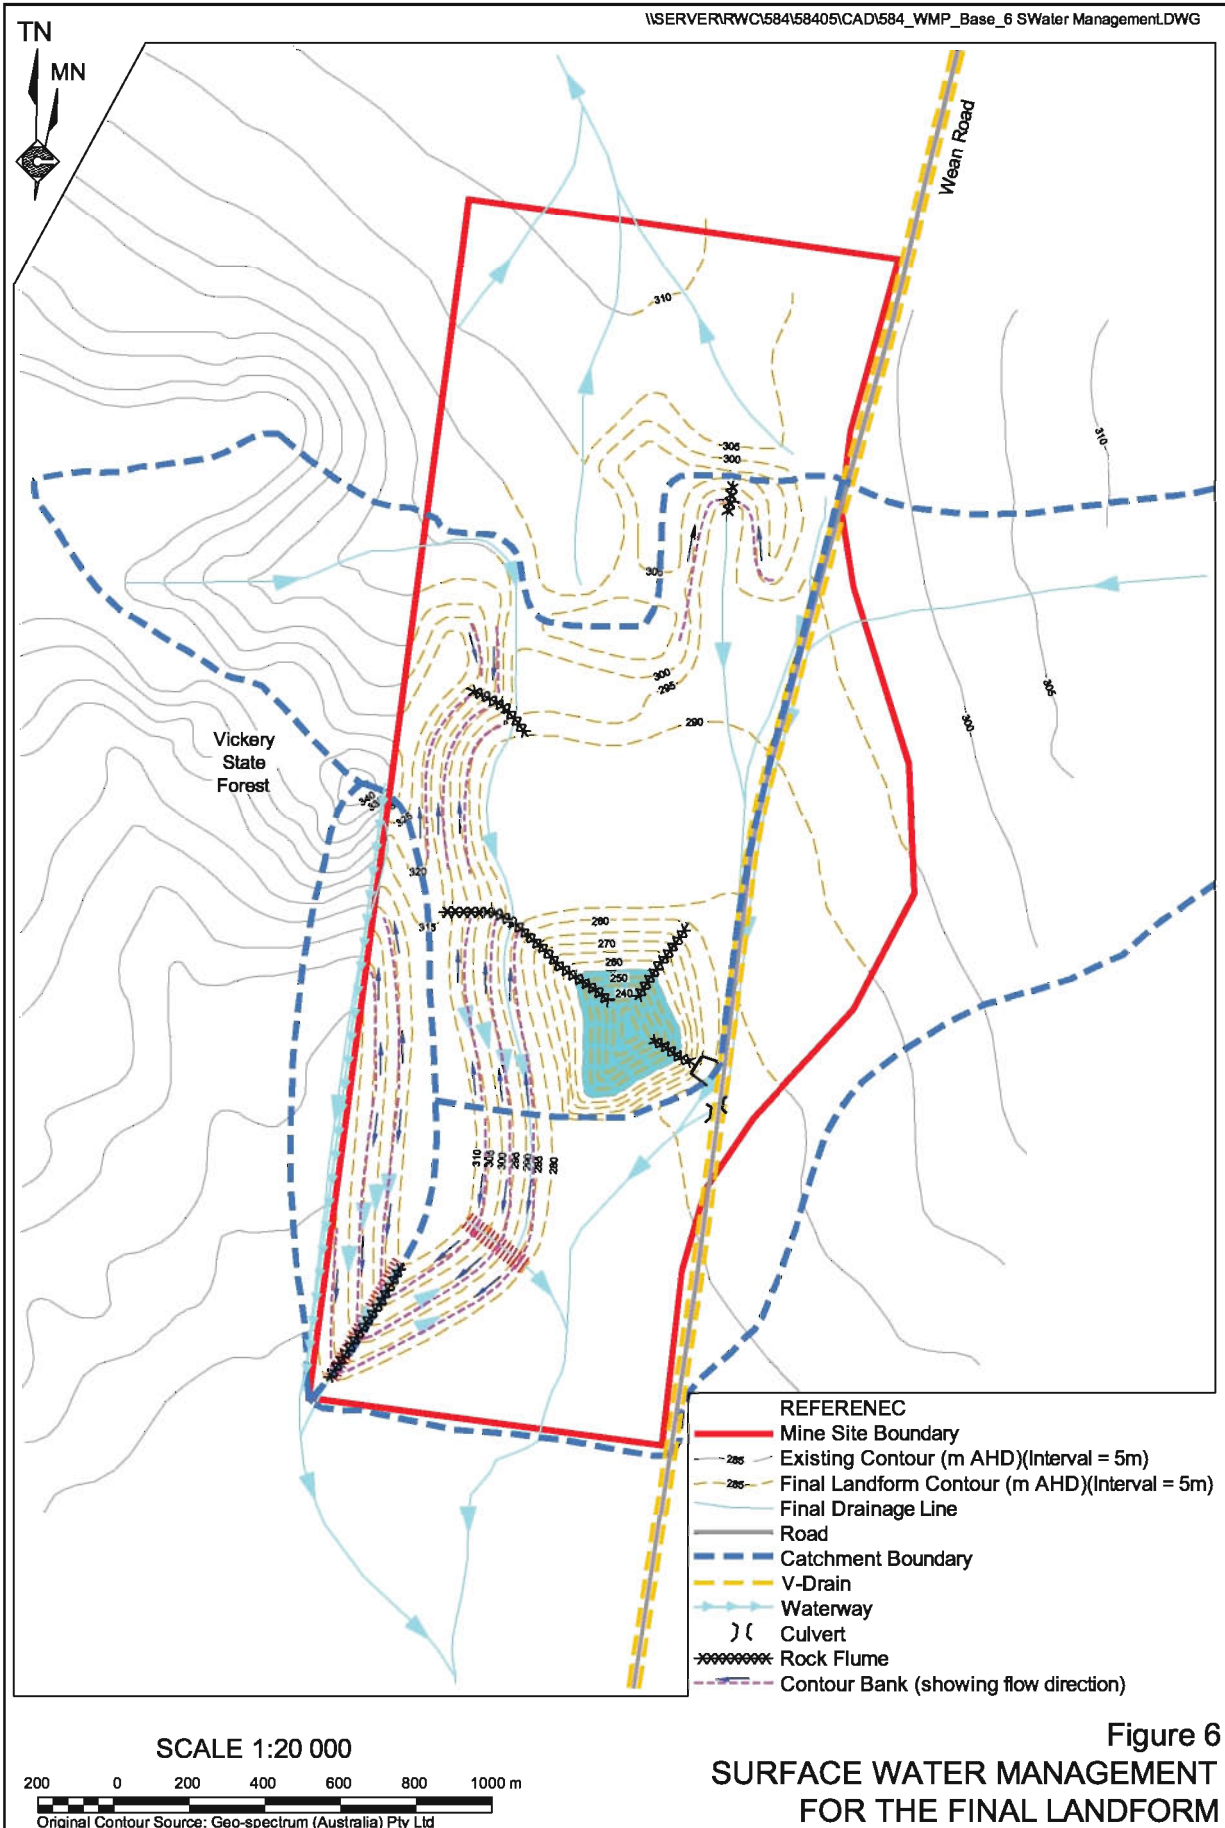 \\SERVER\RWC\584\58405\CAD\584_WMP_Base_6 SWater Management.DWG
TN
MN
Wean Road
310
310
305
300
305
300
295
290
305
300
Vickery
State
Forest
340
325
320
315
260
270
260
250
240
310
305
300
295
290
285
280
REFERENEC
Mine Site Boundary
285
Existing Contour (m AHD)(Interval = 5m)
285
Final Landform Contour (m AHD)(Interval = 5m)
Final Drainage Line
Road
Catchment Boundary
V-Drain
Waterway
Culvert
Rock Flume
Contour Bank (showing flow direction)
SCALE 1:20 000
200 0 200 400 600 800 1000 m
Original Contour Source: Geo-spectrum (Australia) Pty Ltd
Figure 6
SURFACE WATER MANAGEMENT
FOR THE FINAL LANDFORM